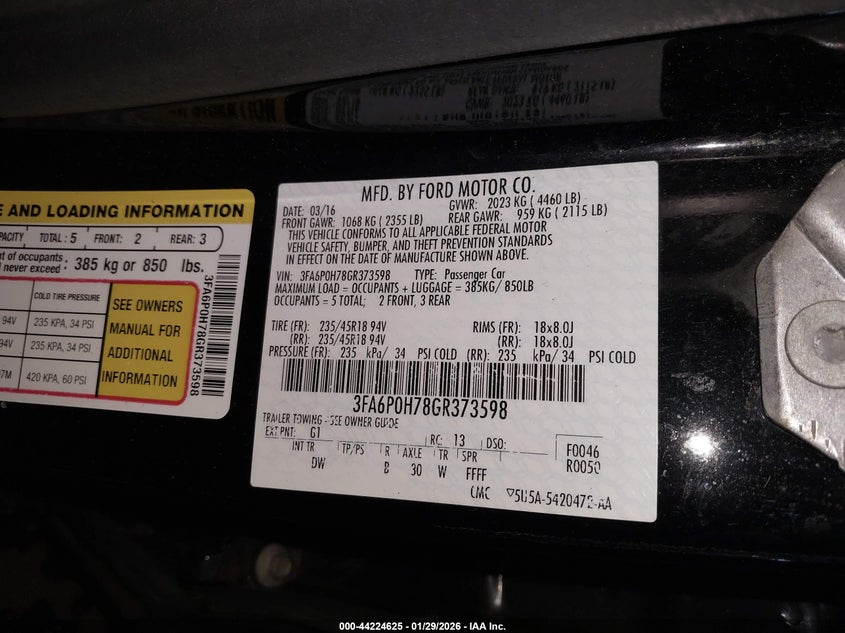 E AND LOADING INFORMATION
PACITY TOTAL : 5 FRONT: 2 REAR: 3
nt of occupants
never exceed : 385 kg or 850 lbs.
COLD TIRE PRESSURE
94V 235 KPA, 34 PSI
94V 235 KPA, 34 PSI
7M 420 KPA, 60 PSI
SEE OWNERS
MANUAL FOR
ADDITIONAL
INFORMATION
3FA6P0H78GR373598
MFD. BY FORD MOTOR CO.
DATE: 03/16 GVWR: 2023 KG ( 4460 LB)
FRONT GAWR: 1068 KG ( 2355 LB) REAR GAWR: 959 KG ( 2115 LB)
THIS VEHICLE CONFORMS TO ALL APPLICABLE FEDERAL MOTOR
VEHICLE SAFETY, BUMPER, AND THEFT PREVENTION STANDARDS
IN EFFECT ON THE DATE OF MANUFACTURE SHOWN ABOVE.
VIN: 3FA6P0H78GR373598 TYPE: Passenger Car
MAXIMUM LOAD = OCCUPANTS + LUGGAGE = 385KG/ 850LB
OCCUPANTS = 5 TOTAL; 2 FRONT, 3 REAR
TIRE (FR): 235/45R18 94V RIMS (FR): 18x8.0J
(RR): 235/45R18 94V (RR): 18x8.0J
PRESSURE (FR): 235 kPa/ 34 PSI COLD (RR): 235 kPa/ 34 PSI COLD
3FA6P0H78GR373598
TRAILER TOWING - SEE OWNER GUIDE
EXT PNT: G1 RC: 13 DSO: F0046
INT TR TP/PS R AXLE TR SPR R0050
DW B 30 W FFFF
CMC 5U5A-5420472-AA
000-44224625 | 01/29/2026 - IAA Inc.